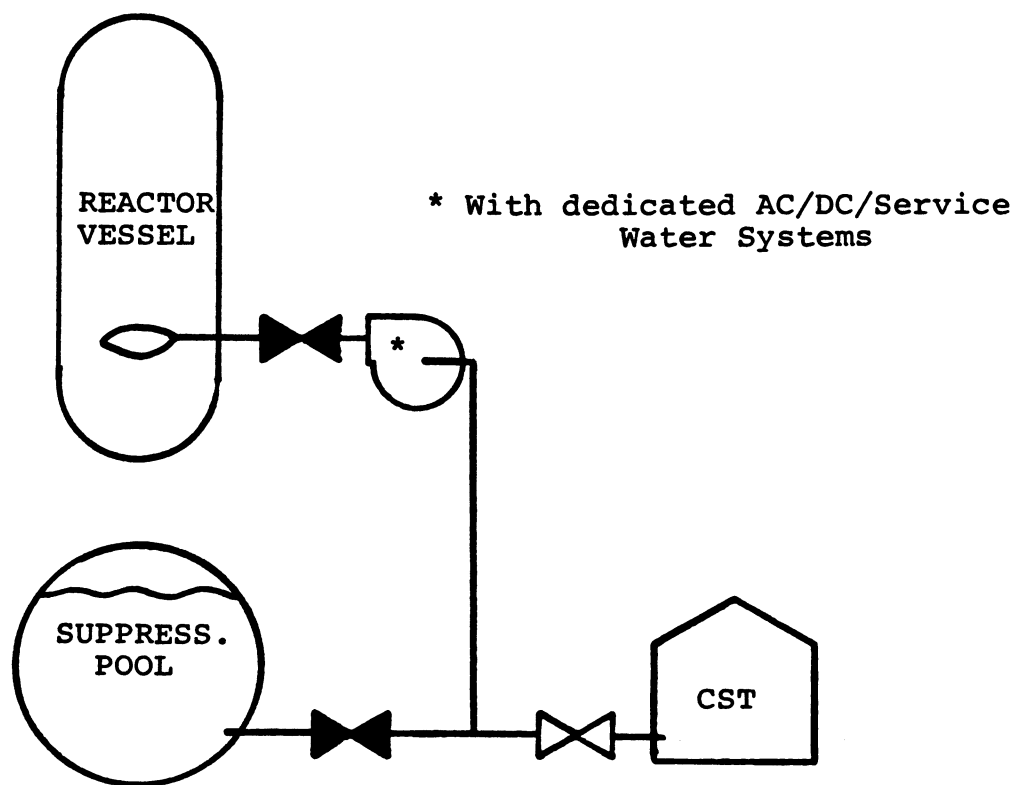 REACTOR
VESSEL
* With dedicated AC/DC/Service
Water Systems
*
SUPPRESS.
POOL
CST